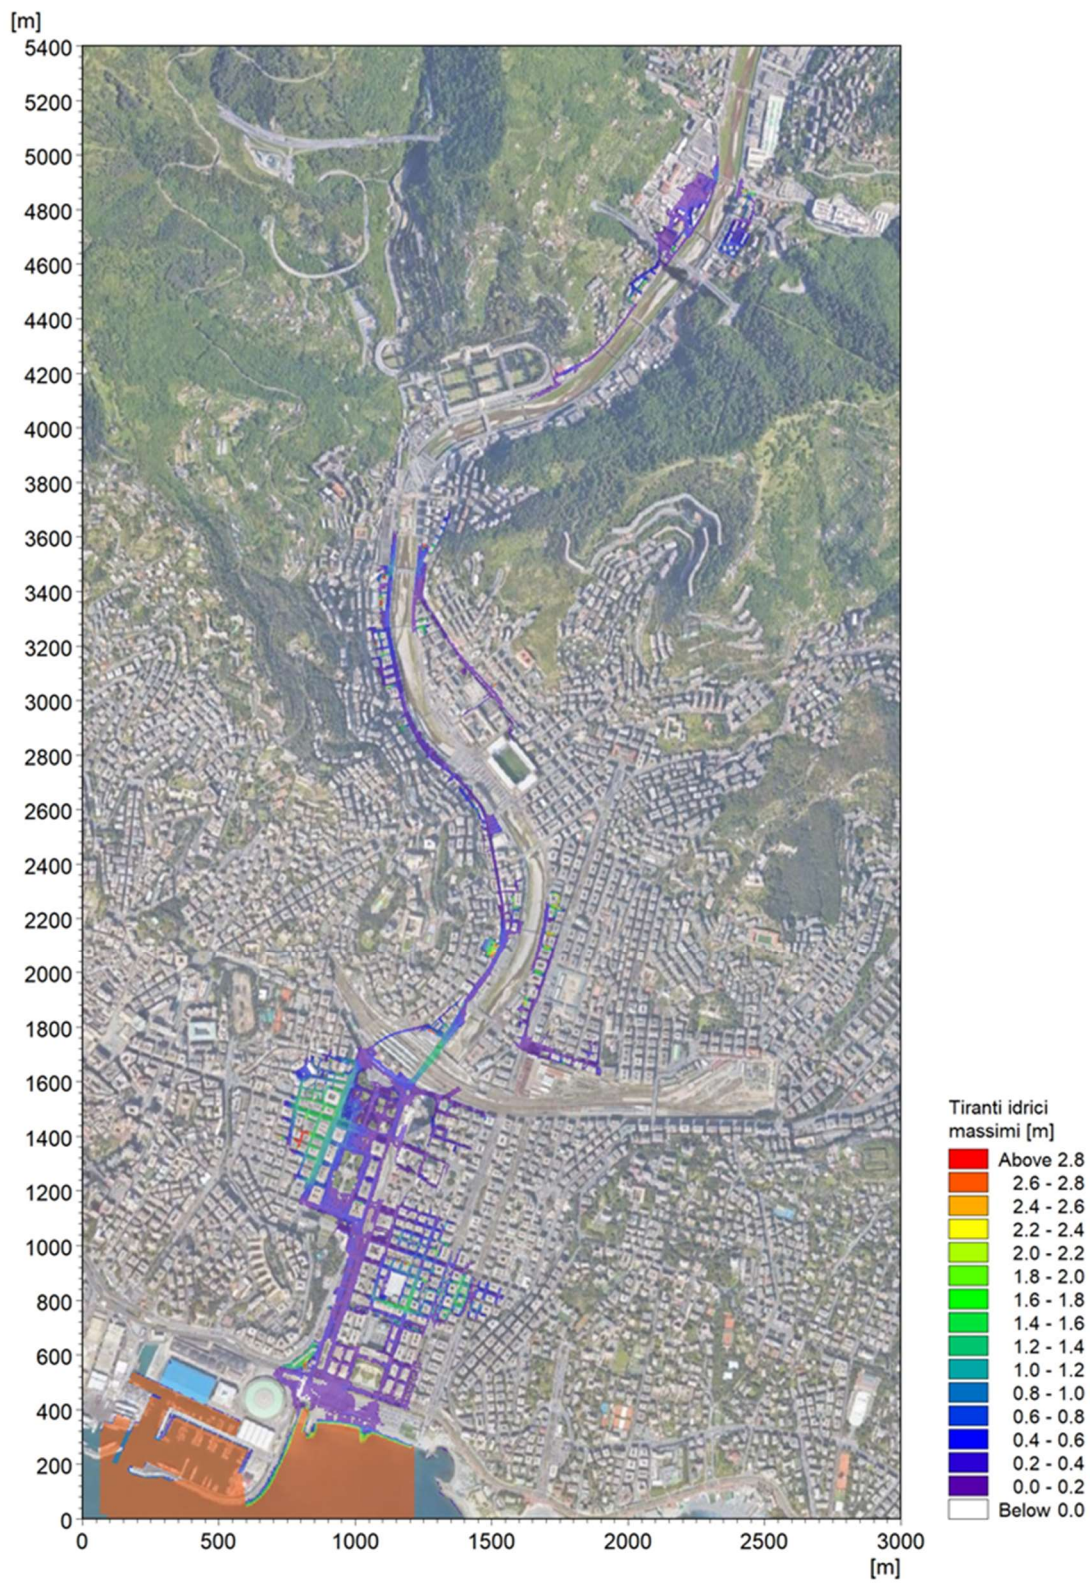 [m]
5400
5200
5000
4800
4600
4400
4200
4000
3800
3600
3400
3200
3000
2800
2600
2400
2200
2000
1800
1600
1400
1200
1000
800
600
400
200
0
0 500 1000 1500 2000 2500 3000
[m]
Tiranti idrici
massimi [m]
Above 2.8
2.6 - 2.8
2.4 - 2.6
2.2 - 2.4
2.0 - 2.2
1.8 - 2.0
1.6 - 1.8
1.4 - 1.6
1.2 - 1.4
1.0 - 1.2
0.8 - 1.0
0.6 - 0.8
0.4 - 0.6
0.2 - 0.4
0.0 - 0.2
Below 0.0